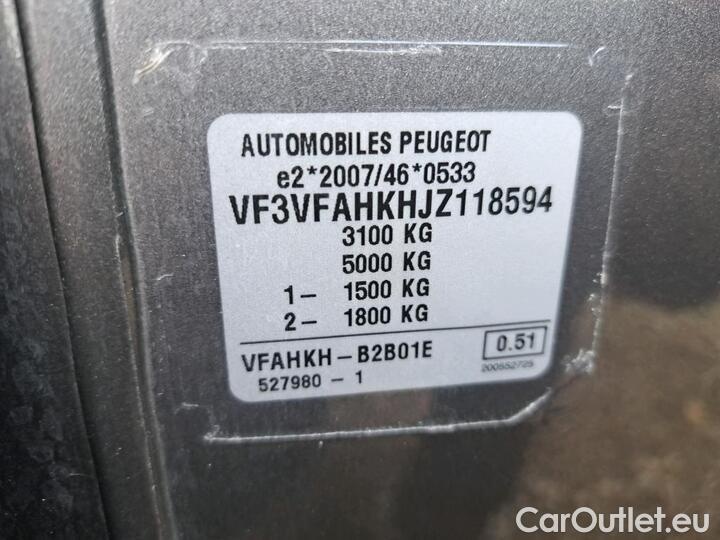 AUTOMOBILES PEUGEOT
e2*2007/46*0533
VF3VFAHKHJZ118594
3100 KG
5000 KG
1- 1500 KG
2- 1800 KG
VFAHKH-B2B01E 0.51
527980-1 200552725
CarOutlet.eu